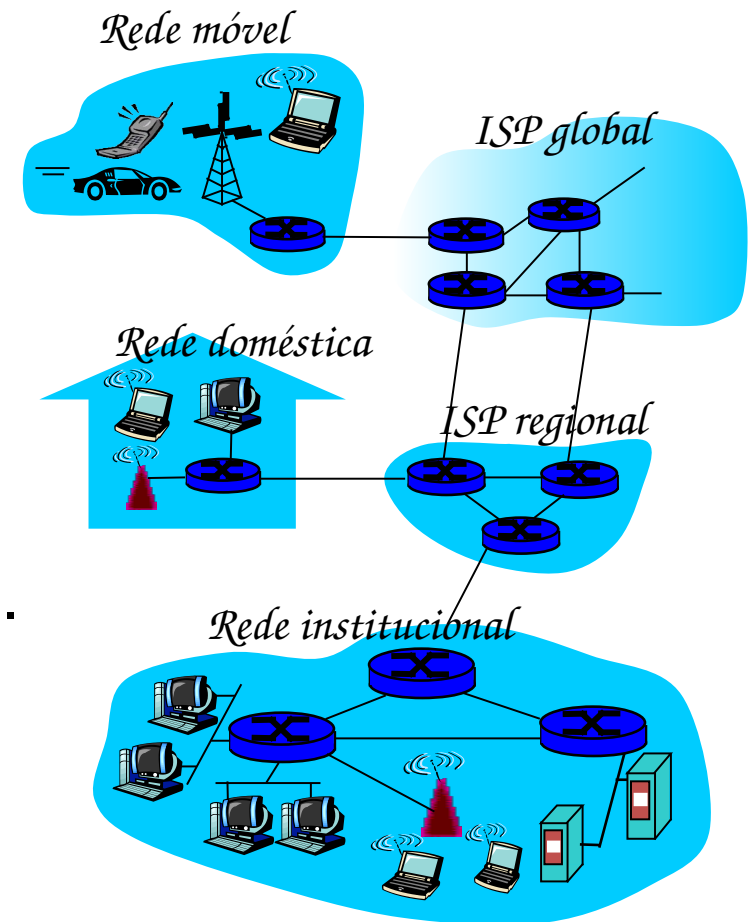 Rede móvel
ISP global
Rede doméstica
ISP regional
Rede institucional